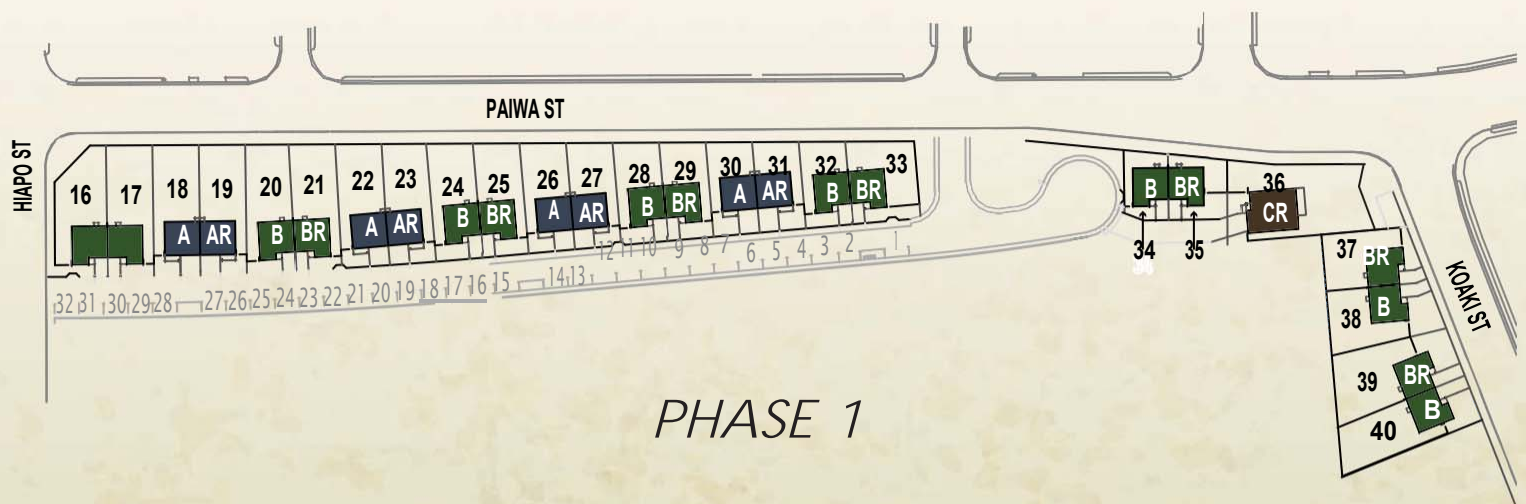 PAIWA ST
HIAPO ST
16 17 18 19 20 21 22 23 24 25 26 27 28 29 30 31 32 33
A AR B BR A AR B BR A AR B BR A AR B BR
32 31 30 29 28 27 26 25 24 23 22 21 20 19 18 17 16 15 14 13 12 11 10 9 8 7 6 5 4 3 2 1
B BR
34 35
36
CR
37
BR
B
38
39
BR
B
40
KOAKI ST
PHASE 1